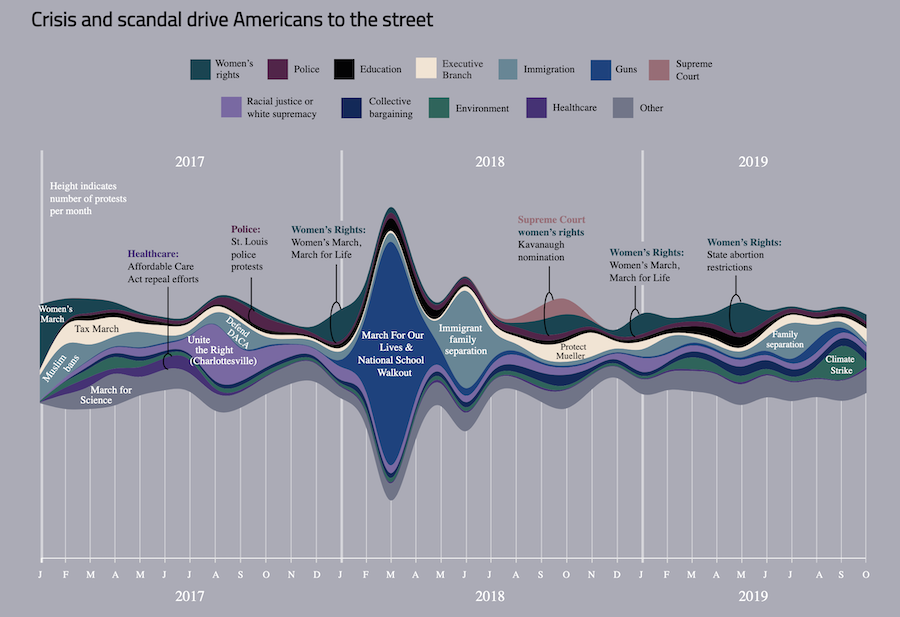 Crisis and scandal drive Americans to the street
Women's
rights
Police
Education
Executive
Branch
Immigration
Guns
Supreme
Court
Racial justice or
white supremacy
Collective
bargaining
Environment
Healthcare
Other
2017
2018
2019
Height indicates
number of protests
per month
Healthcare:
Affordable Care
Act repeal efforts
Police:
St. Louis
police
protests
Women's Rights:
Women's March,
March for Life
Supreme Court
women's rights
Kavanaugh
nomination
Women's Rights:
Women's March,
March for Life
Women's Rights:
State abortion
restrictions
Women's
March
Tax March
Muslim
bans
March for
Science
Unite
the Right
(Charlottesville)
Defend
DACA
March For Our
Lives &
National School
Walkout
Immigrant
family
separation
Protect
Mueller
Family
separation
Climate
Strike
J F M A M J J A S O N D J F M A M J J A S O N D J F M A M J J A S O
2017
2018
2019